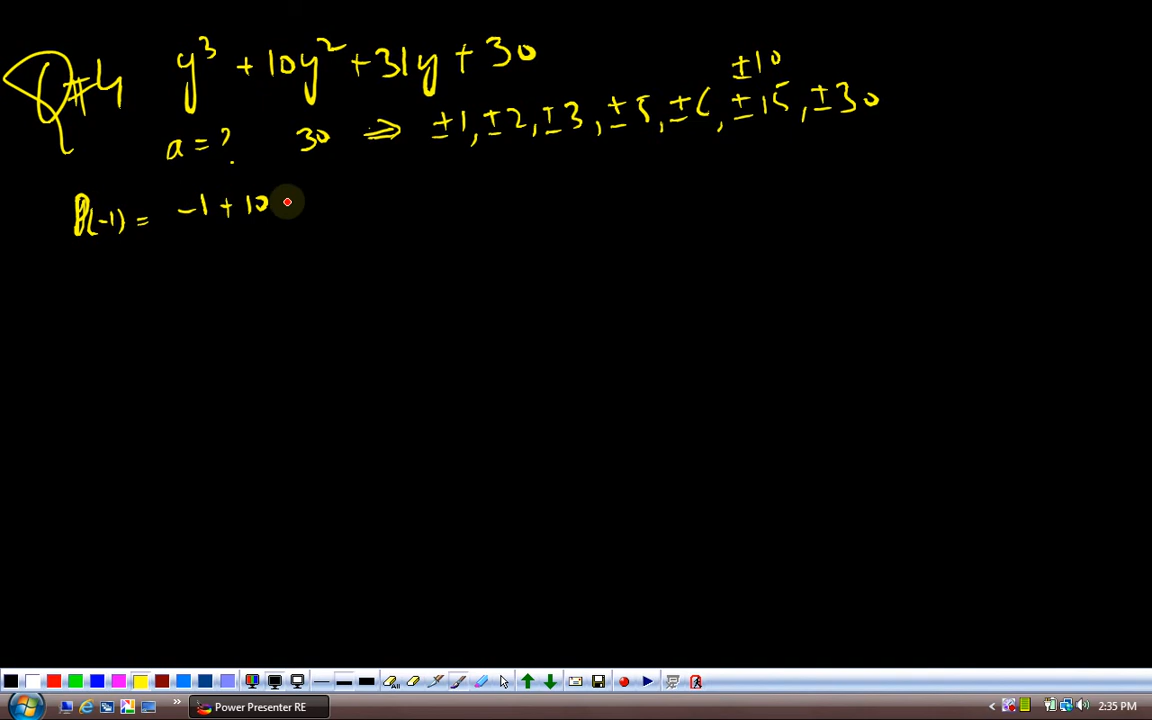 Q#4 y³ + 10y² + 31y + 30
±10
a = ? 30 ⇒ ±1, ±2, ±3, ±5, ±6, ±15, ±30
P(-1) = -1 + 10
All
Power Presenter RE
2:35 PM